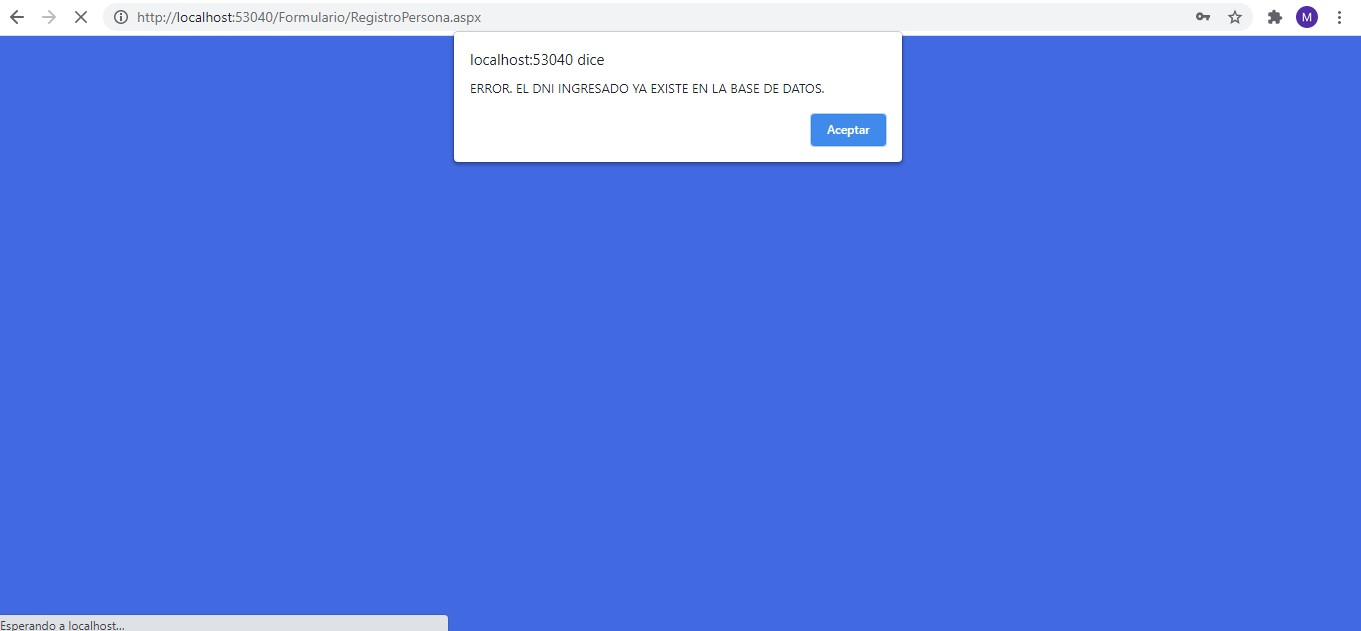 http://localhost:53040/Formulario/RegistroPersona.aspx
M
localhost:53040 dice
ERROR. EL DNI INGRESADO YA EXISTE EN LA BASE DE DATOS.
Aceptar
Esperando a localhost...